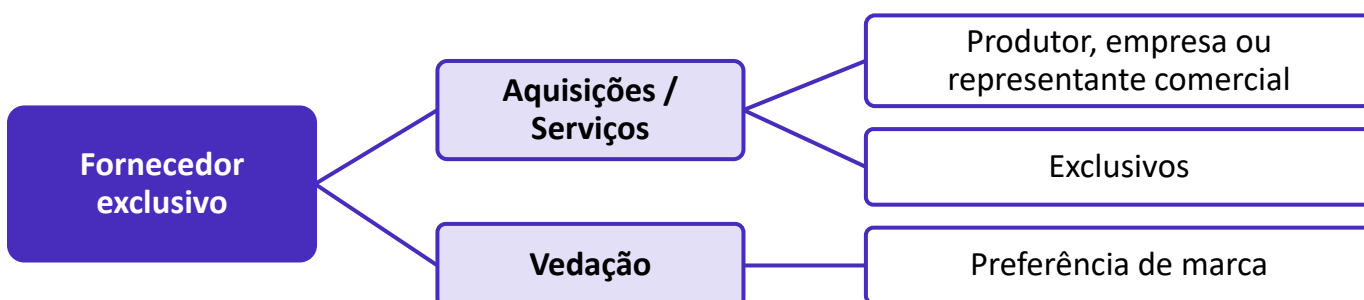 Fornecedor
exclusivo
Aquisições /
Serviços
Produtor, empresa ou
representante comercial
Exclusivos
Vedação
Preferência de marca